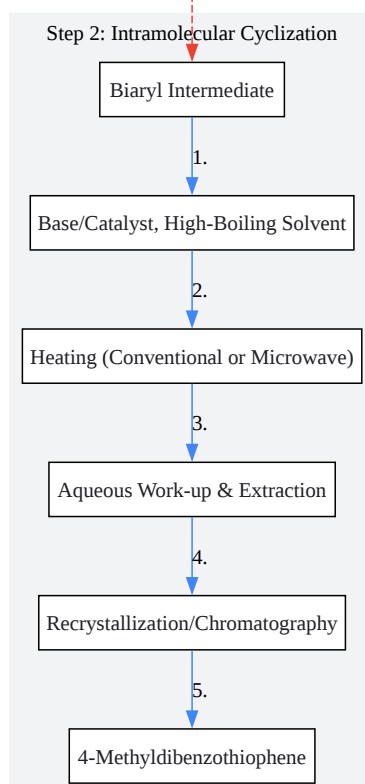 Step 2: Intramolecular Cyclization
Biaryl Intermediate
1.
Base/Catalyst, High-Boiling Solvent
2.
Heating (Conventional or Microwave)
3.
Aqueous Work-up & Extraction
4.
Recrystallization/Chromatography
5.
4-Methyldibenzothiophene